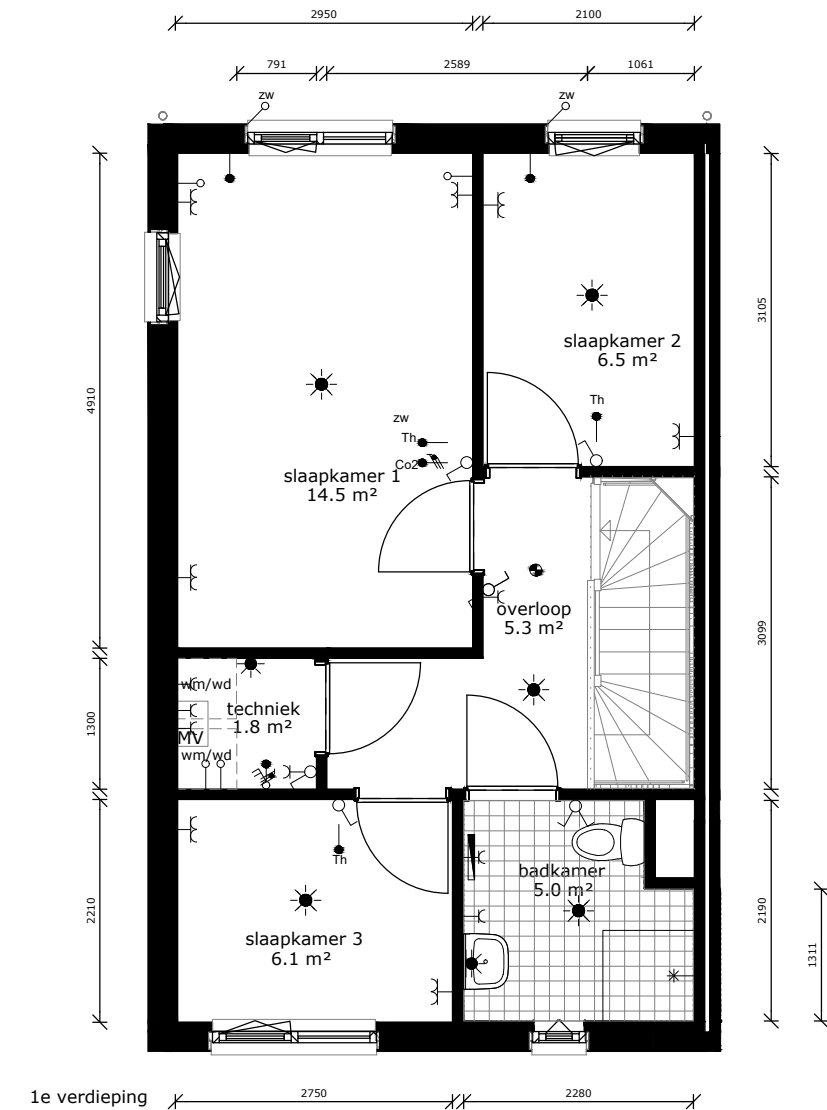 2950
2100
791
2589
1061
zw
zw
3105
4910
slaapkamer 2
6.5 m²
Th
zw
Th
Co2
slaapkamer 1
14.5 m²
3099
overloop
5.3 m²
wm/wd
techniek
1.8 m²
1300
MV
wm/wd
Th
badkamer
5.0 m²
2210
2190
slaapkamer 3
6.1 m²
1311
1e verdieping
2750
2280